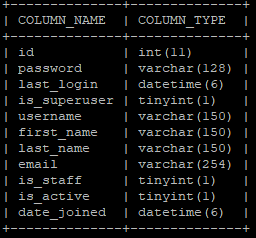 +--------------+--------------+
| COLUMN_NAME | COLUMN_TYPE |
+--------------+--------------+
| id | int(11) |
| password | varchar(128) |
| last_login | datetime(6) |
| is_superuser | tinyint(1) |
| username | varchar(150) |
| first_name | varchar(150) |
| last_name | varchar(150) |
| email | varchar(254) |
| is_staff | tinyint(1) |
| is_active | tinyint(1) |
| date_joined | datetime(6) |
+--------------+--------------+